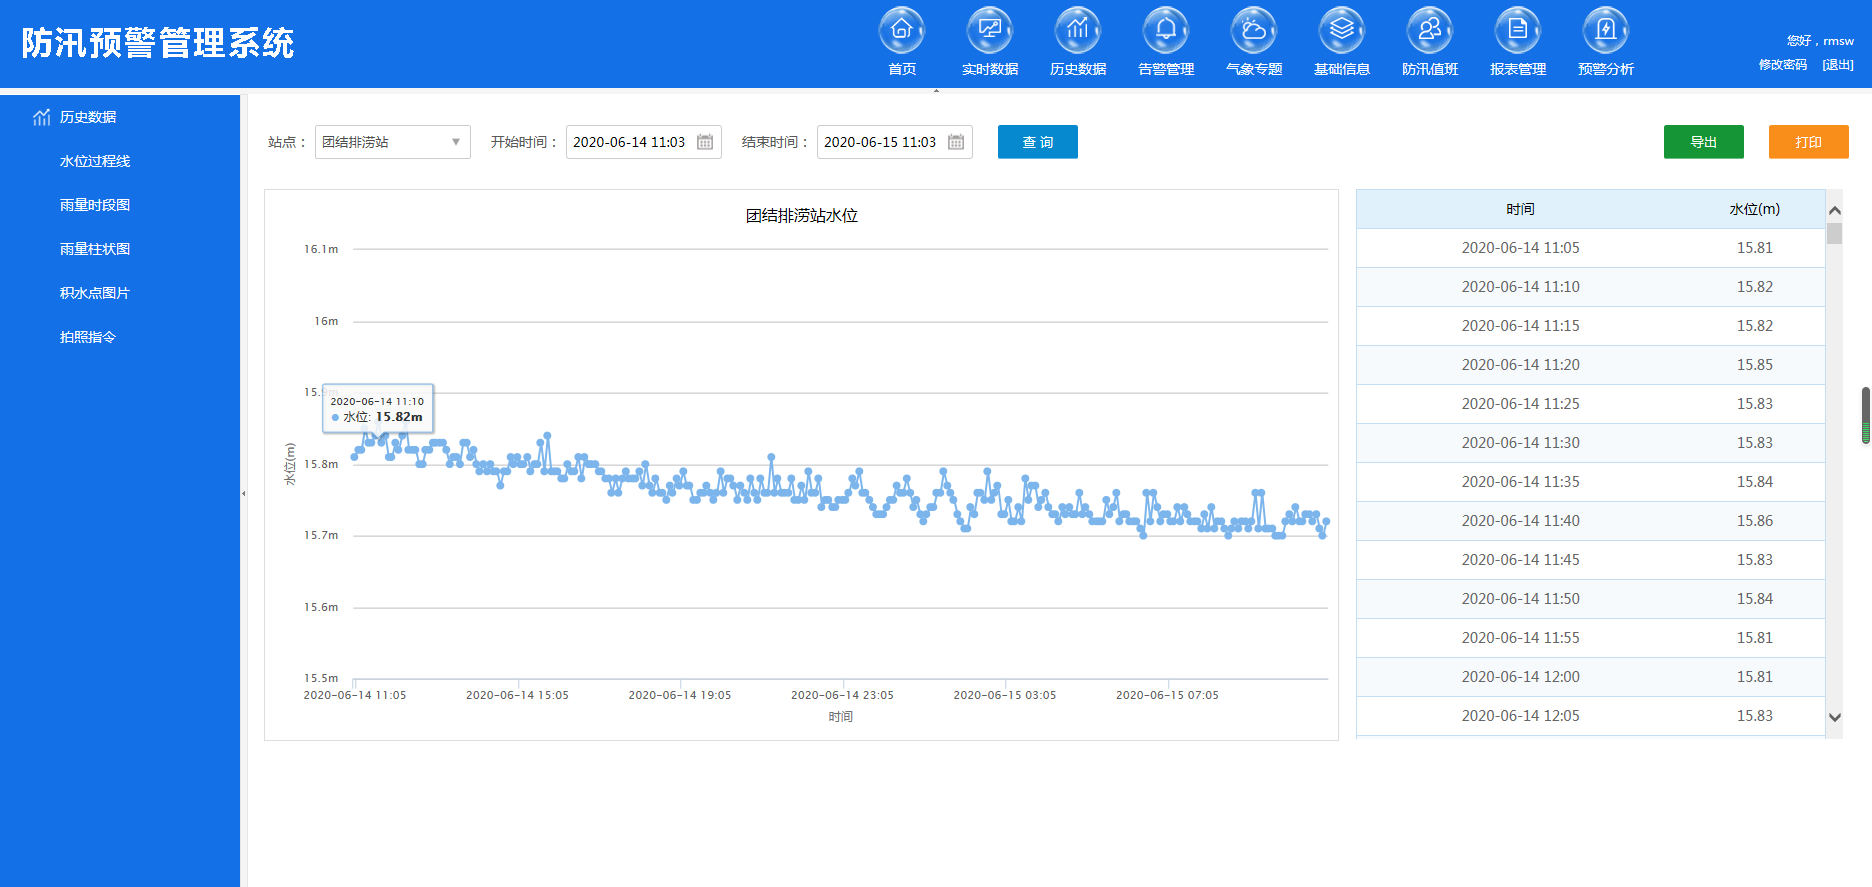 防汛预警管理系统
首页
实时数据
历史数据
告警管理
气象专题
基础信息
防汛值班
报表管理
预警分析
您好，rmsw
修改密码 [退出]
历史数据
水位过程线
雨量时段图
雨量柱状图
积水点图片
拍照指令
站点： 团结排涝站 开始时间： 2020-06-14 11:03 结束时间： 2020-06-15 11:03 查 询 导出 打印
团结排涝站水位
16.1m
16m
15.9m
15.8m
15.7m
15.6m
15.5m
水位(m)
2020-06-14 11:10
水位: 15.82m
2020-06-14 11:05 2020-06-14 15:05 2020-06-14 19:05 2020-06-14 23:05 2020-06-15 03:05 2020-06-15 07:05
时间
时间 水位(m)
2020-06-14 11:05 15.81
2020-06-14 11:10 15.82
2020-06-14 11:15 15.82
2020-06-14 11:20 15.85
2020-06-14 11:25 15.83
2020-06-14 11:30 15.83
2020-06-14 11:35 15.84
2020-06-14 11:40 15.86
2020-06-14 11:45 15.83
2020-06-14 11:50 15.84
2020-06-14 11:55 15.81
2020-06-14 12:00 15.81
2020-06-14 12:05 15.83